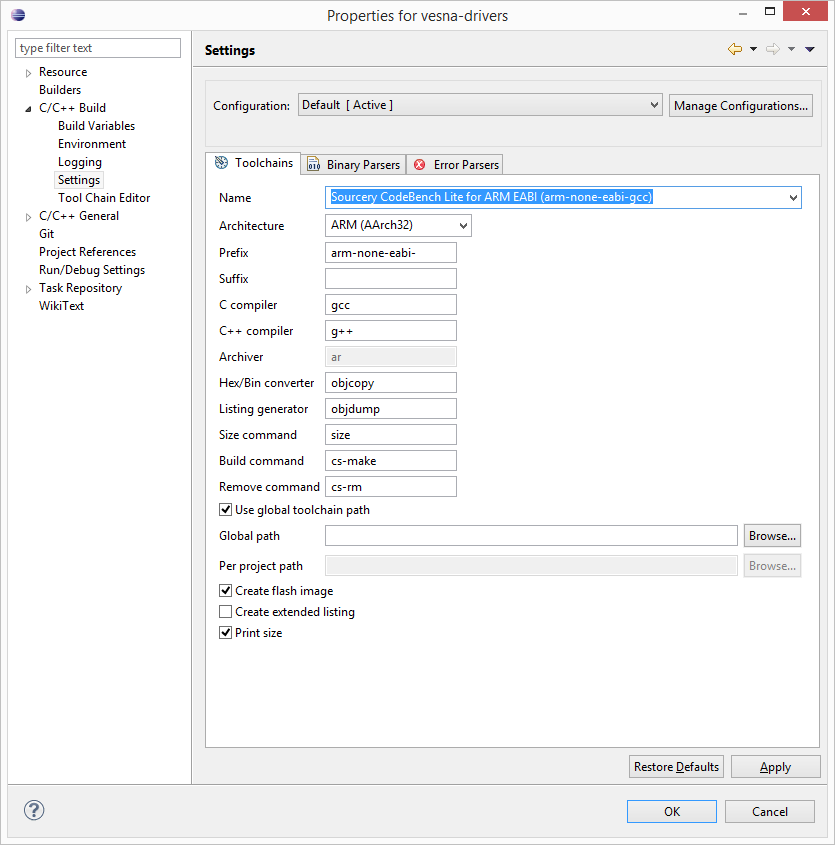 Properties for vesna-drivers
type filter text
Resource
Builders
C/C++ Build
Build Variables
Environment
Logging
Settings
Tool Chain Editor
C/C++ General
Git
Project References
Run/Debug Settings
Task Repository
WikiText
Settings
Configuration: Default [ Active ] Manage Configurations...
Toolchains Binary Parsers Error Parsers
Name Sourcery CodeBench Lite for ARM EABI (arm-none-eabi-gcc)
Architecture ARM (AArch32)
Prefix arm-none-eabi-
Suffix
C compiler gcc
C++ compiler g++
Archiver ar
Hex/Bin converter objcopy
Listing generator objdump
Size command size
Build command cs-make
Remove command cs-rm
Use global toolchain path
Global path Browse...
Per project path Browse...
Create flash image
Create extended listing
Print size
Restore Defaults Apply
? OK Cancel